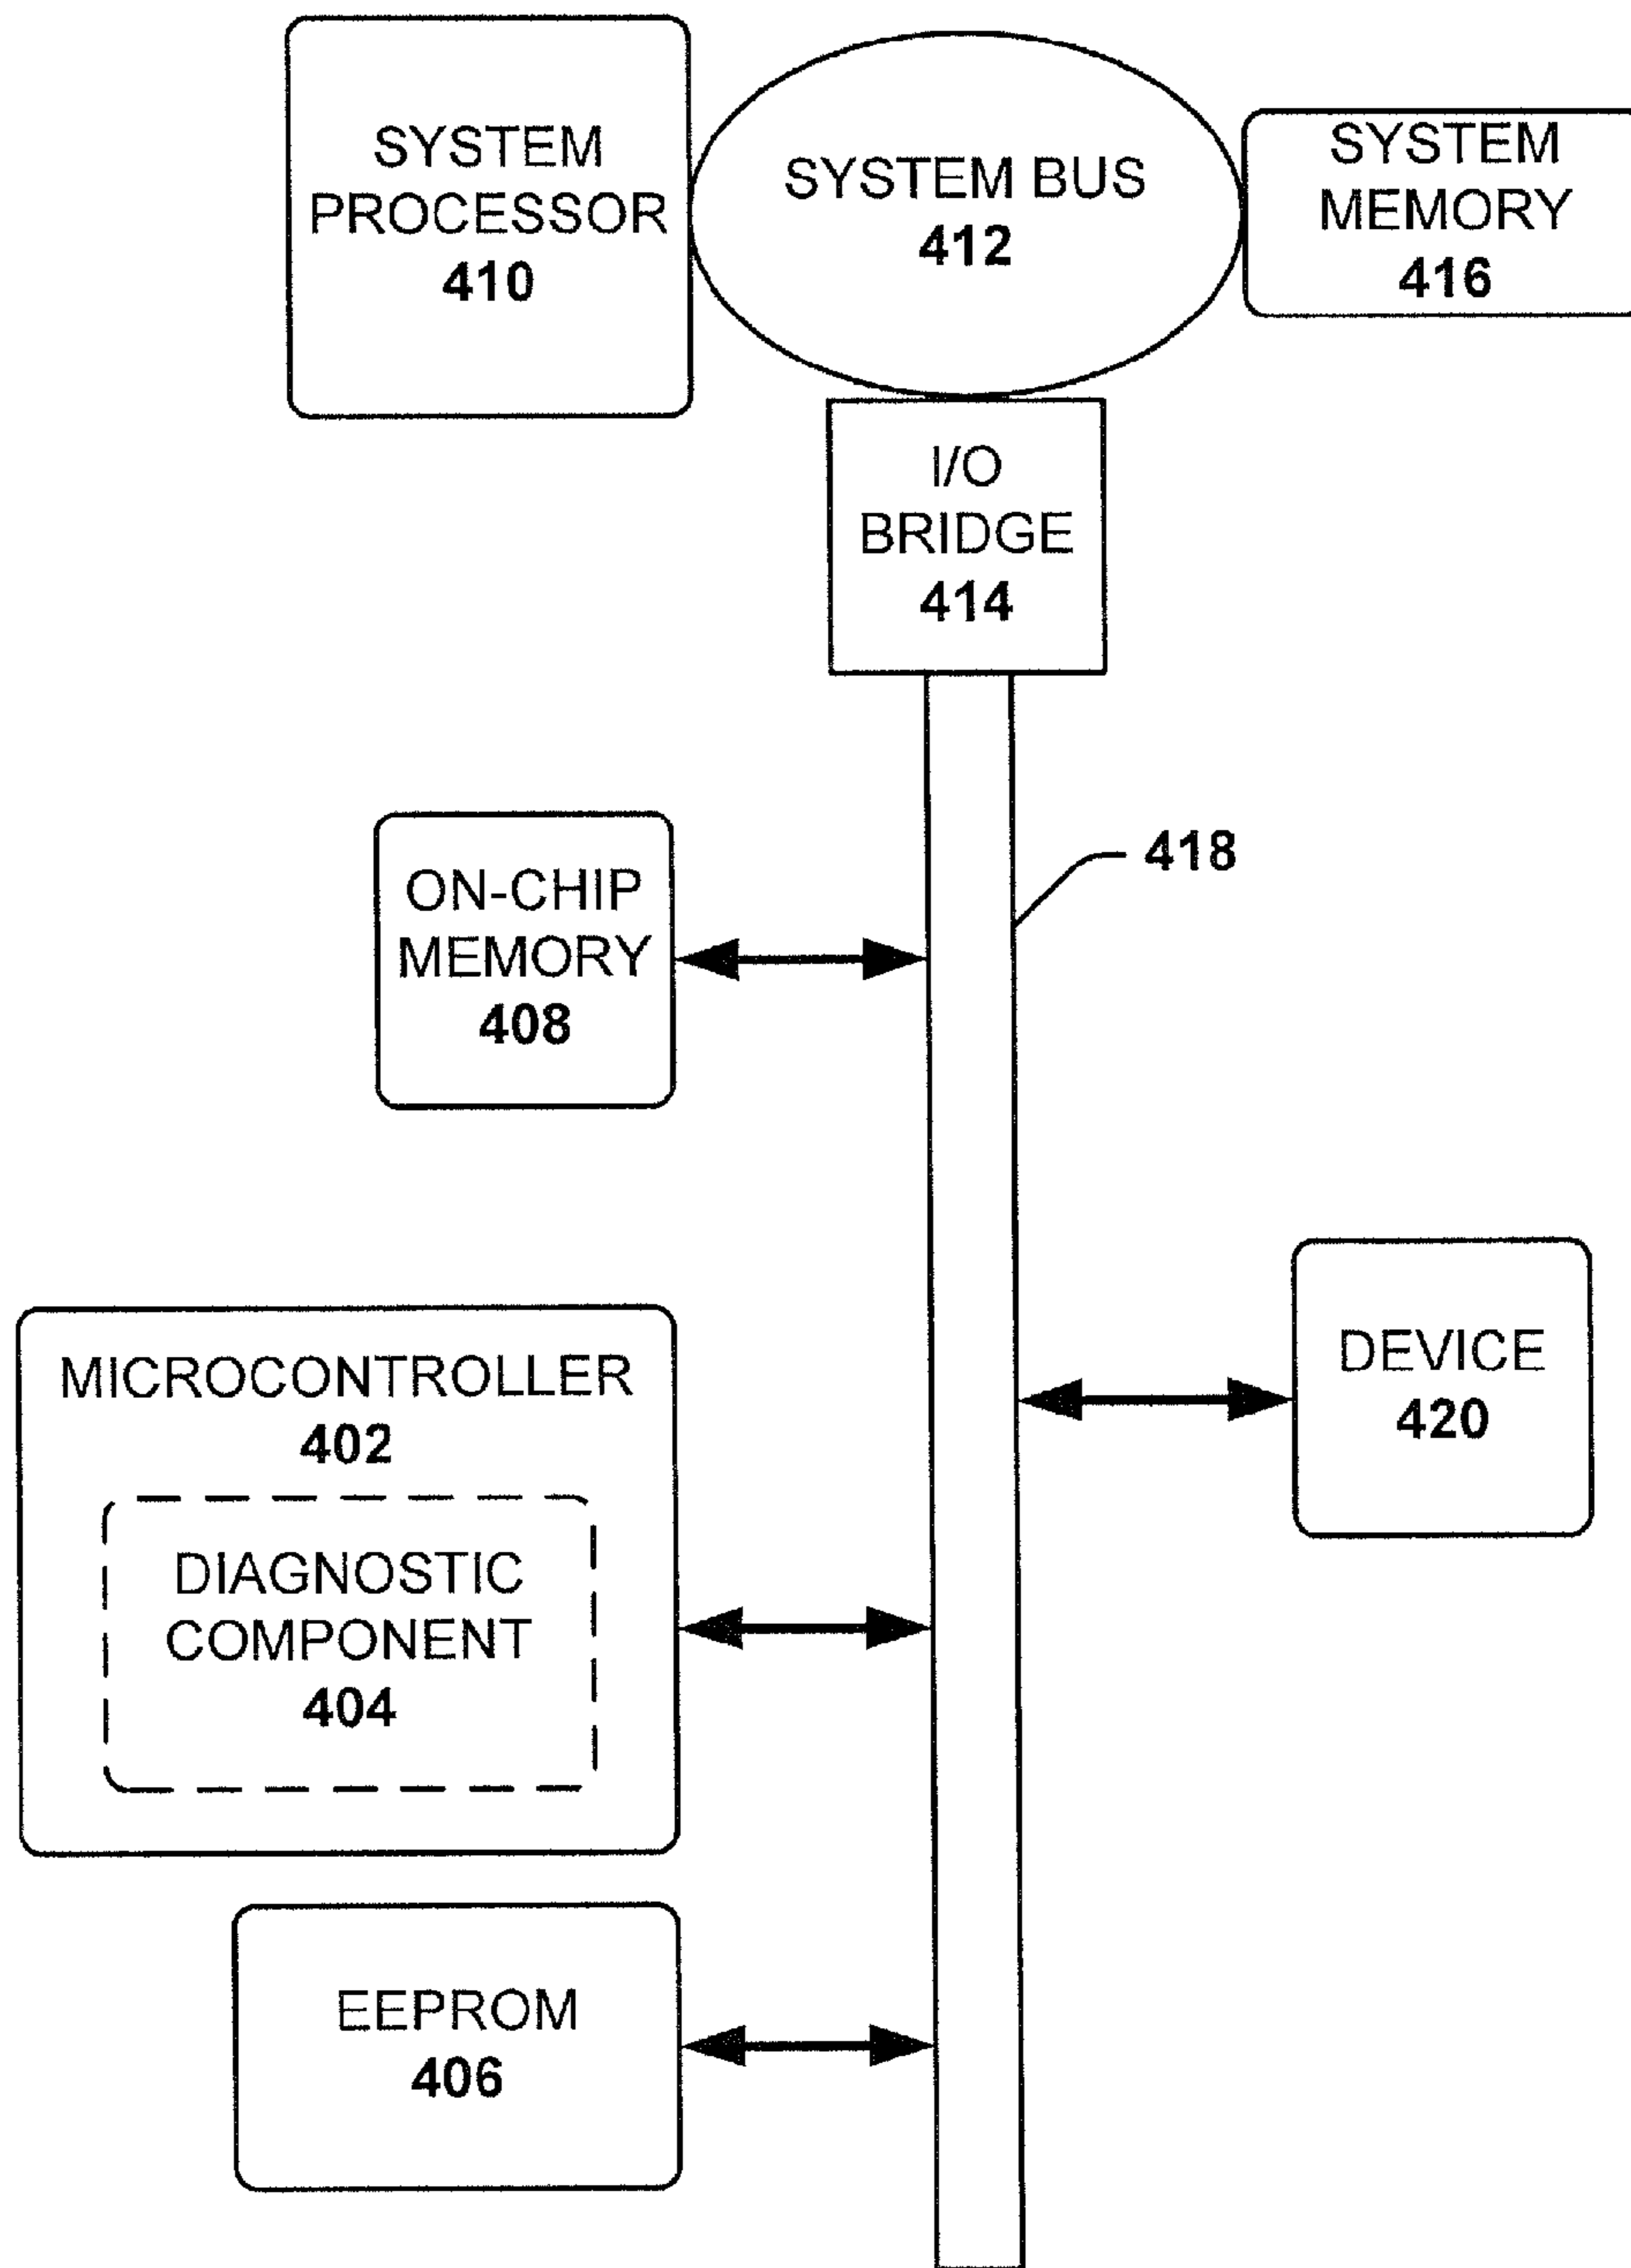 SYSTEM
PROCESSOR
410
SYSTEM BUS
412
SYSTEM
MEMORY
416
I/O
BRIDGE
414
418
ON-CHIP
MEMORY
408
DEVICE
420
MICROCONTROLLER
402
DIAGNOSTIC
COMPONENT
404
EEPROM
406